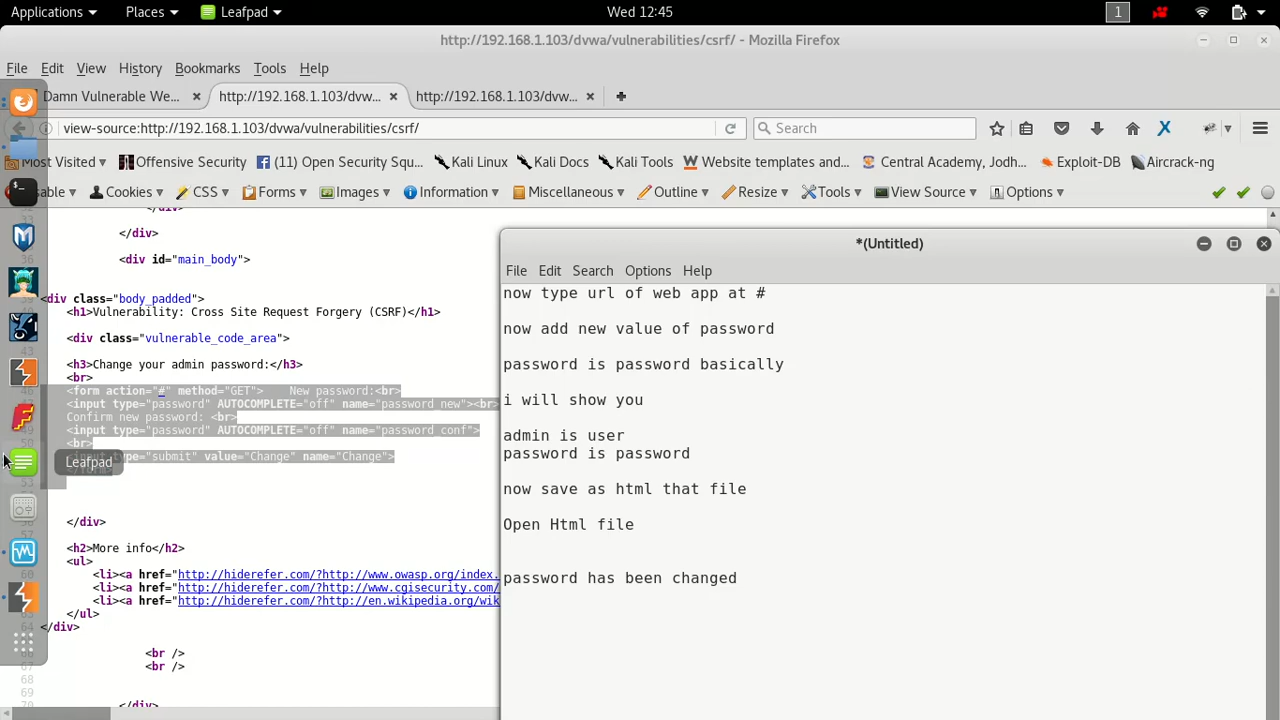 Applications ▾ Places ▾ Leafpad ▾ Wed 12:45 1
http://192.168.1.103/dvwa/vulnerabilities/csrf/ - Mozilla Firefox
File Edit View History Bookmarks Tools Help
Damn Vulnerable We... × http://192.168.1.103/dvw... × http://192.168.1.103/dvw... ×
view-source:http://192.168.1.103/dvwa/vulnerabilities/csrf/ Search
Most Visited ▾ Offensive Security (11) Open Security Squ... Kali Linux Kali Docs Kali Tools Website templates and... Central Academy, Jodh... Exploit-DB Aircrack-ng
Cookies ▾ CSS ▾ Forms ▾ Images ▾ Information ▾ Miscellaneous ▾ Outline ▾ Resize ▾ Tools ▾ View Source ▾ Options ▾
</div>
</div>
<div id="main_body">
<div class="body_padded">
<h1>Vulnerability: Cross Site Request Forgery (CSRF)</h1>
<div class="vulnerable_code_area">
<h3>Change your admin password:</h3>
<br>
<form action="#" method="GET">    New password:<br>
<input type="password" AUTOCOMPLETE="off" name="password_new"><br>
Confirm new password: <br>
<input type="password" AUTOCOMPLETE="off" name="password_conf">
<br>
type="submit" value="Change" name="Change">
Leafpad
</div>
<h2>More info</h2>
<ul>
<li><a href="http://hiderefer.com/?http://www.owasp.org/index.
<li><a href="http://hiderefer.com/?http://www.cgisecurity.com/
<li><a href="http://hiderefer.com/?http://en.wikipedia.org/wik
</ul>
</div>
<br />
<br />
</div>
*(Untitled)
File Edit Search Options Help
now type url of web app at #
now add new value of password
password is password basically
i will show you
admin is user
password is password
now save as html that file
Open Html file
password has been changed